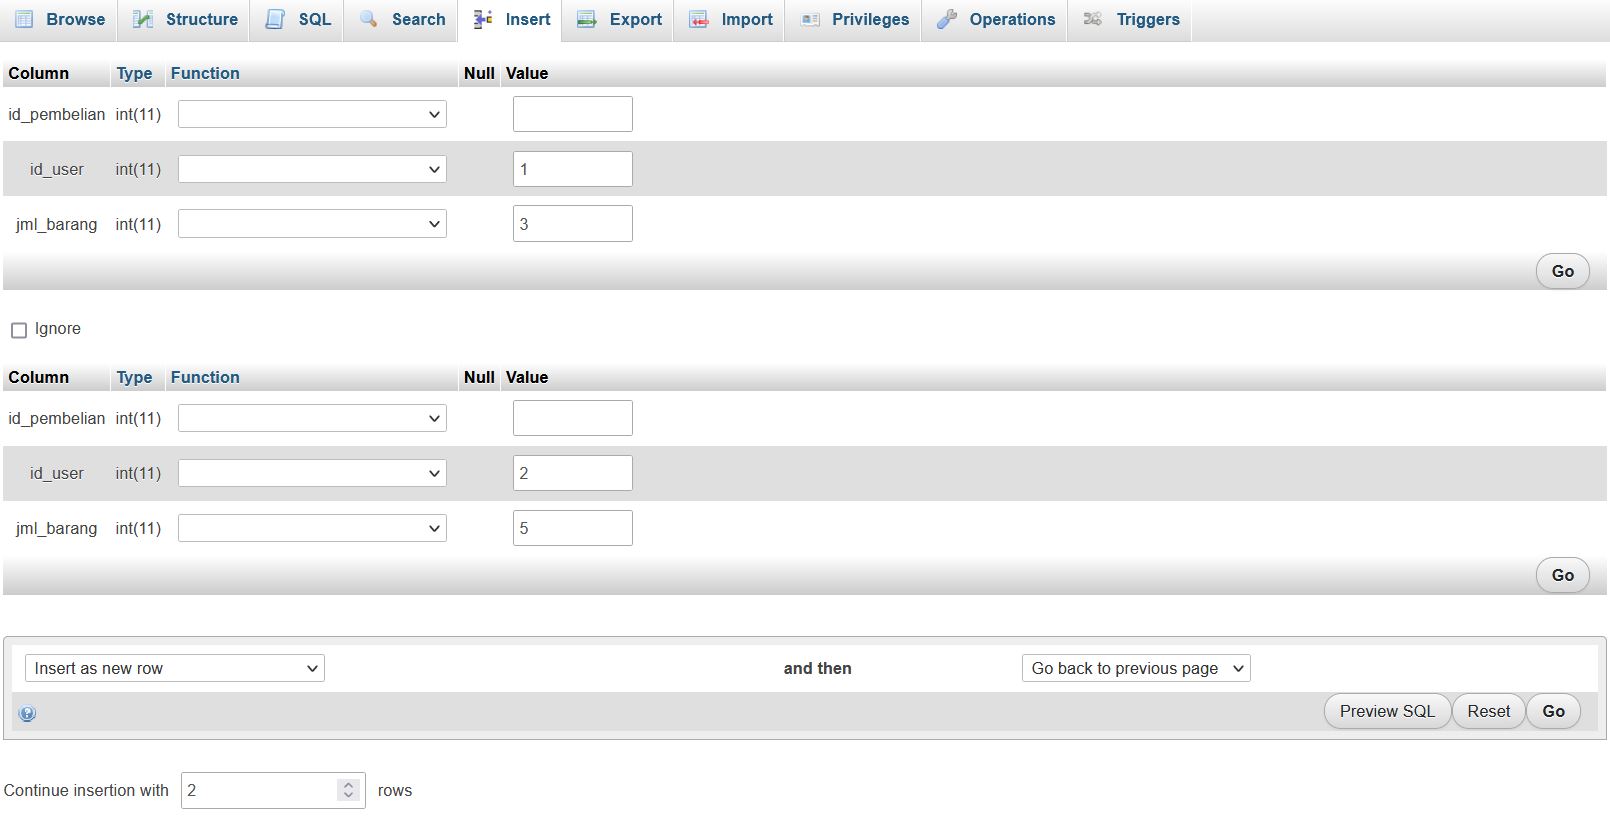 Browse Structure SQL Search Insert Export Import Privileges Operations Triggers
Column Type Function Null Value
id_pembelian int(11)
id_user int(11) 1
jml_barang int(11) 3
Go
Ignore
Column Type Function Null Value
id_pembelian int(11)
id_user int(11) 2
jml_barang int(11) 5
Go
Insert as new row and then Go back to previous page
? Preview SQL Reset Go
Continue insertion with 2 rows